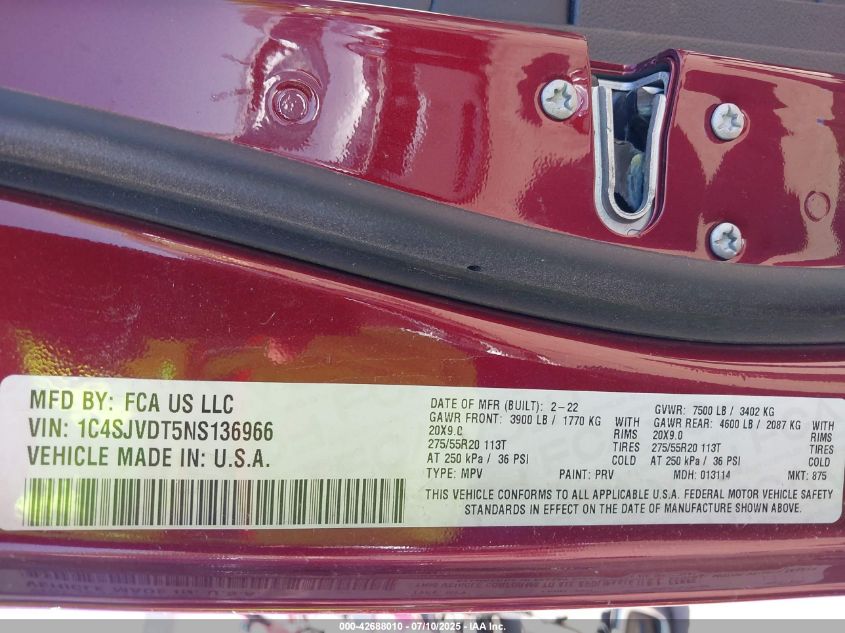 MFD BY: FCA US LLC
VIN: 1C4SJVDT5NS136966
VEHICLE MADE IN: U.S.A.
DATE OF MFR (BUILT): 2-22
GVWR: 7500 LB / 3402 KG
GAWR FRONT: 3900 LB / 1770 KG WITH
GAWR REAR: 4600 LB / 2087 KG WITH
20X9.0 RIMS
20X9.0 RIMS
275/55R20 113T TIRES
275/55R20 113T TIRES
AT 250 kPa / 36 PSI COLD
AT 250 kPa / 36 PSI COLD
TYPE: MPV PAINT: PRV MDH: 013114 MKT: 875
THIS VEHICLE CONFORMS TO ALL APPLICABLE U.S.A. FEDERAL MOTOR VEHICLE SAFETY
STANDARDS IN EFFECT ON THE DATE OF MANUFACTURE SHOWN ABOVE.
000-42688010 - 07/10/2025 - IAA Inc.